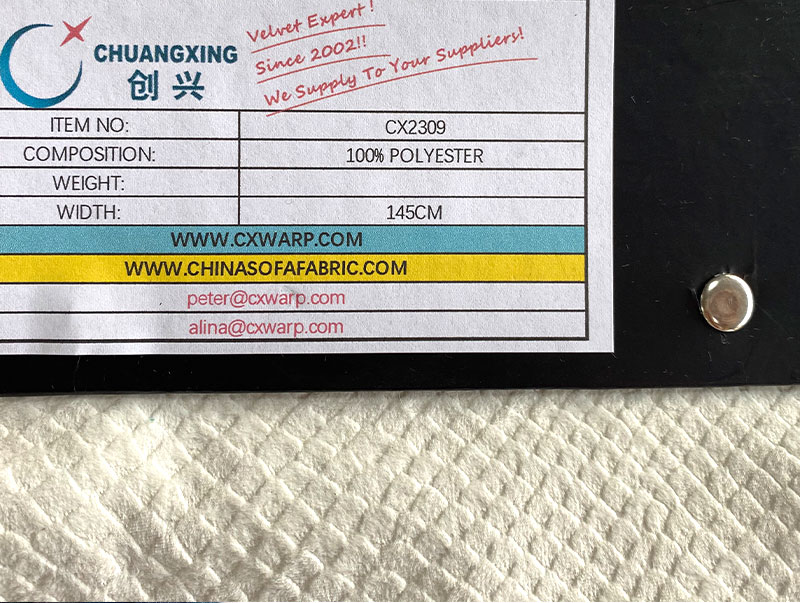 CHUANGXING
创兴
Velvet Expert!
Since 2002!!
We Supply To Your Suppliers!
ITEM NO: CX2309
COMPOSITION: 100% POLYESTER
WEIGHT:
WIDTH: 145CM
WWW.CXWARP.COM
WWW.CHINASOFAFABRIC.COM
peter@cxwarp.com
alina@cxwarp.com